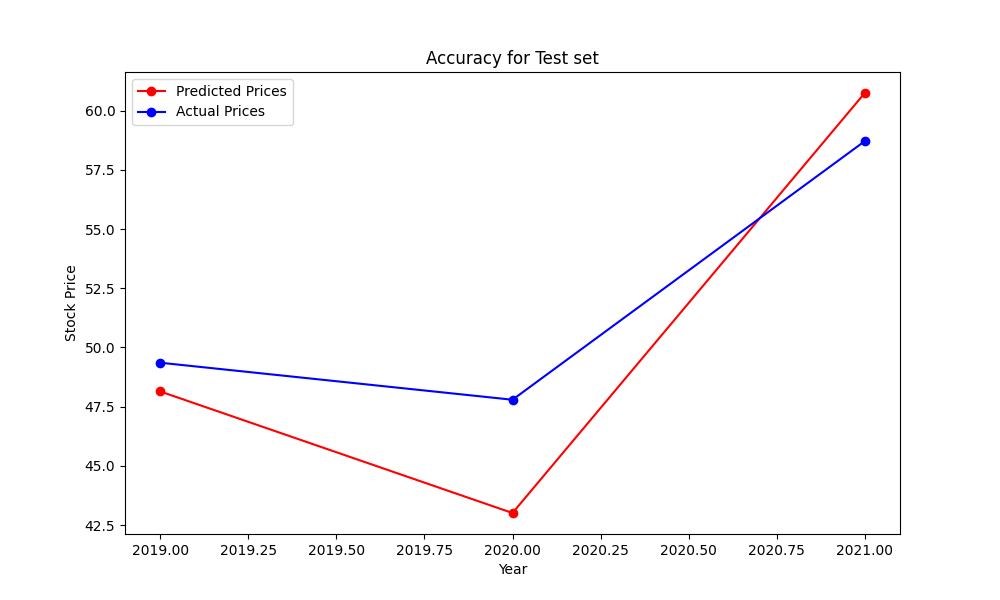 Accuracy for Test set
Predicted Prices
Actual Prices
60.0
57.5
55.0
52.5
50.0
47.5
45.0
42.5
Stock Price
2019.00 2019.25 2019.50 2019.75 2020.00 2020.25 2020.50 2020.75 2021.00
Year